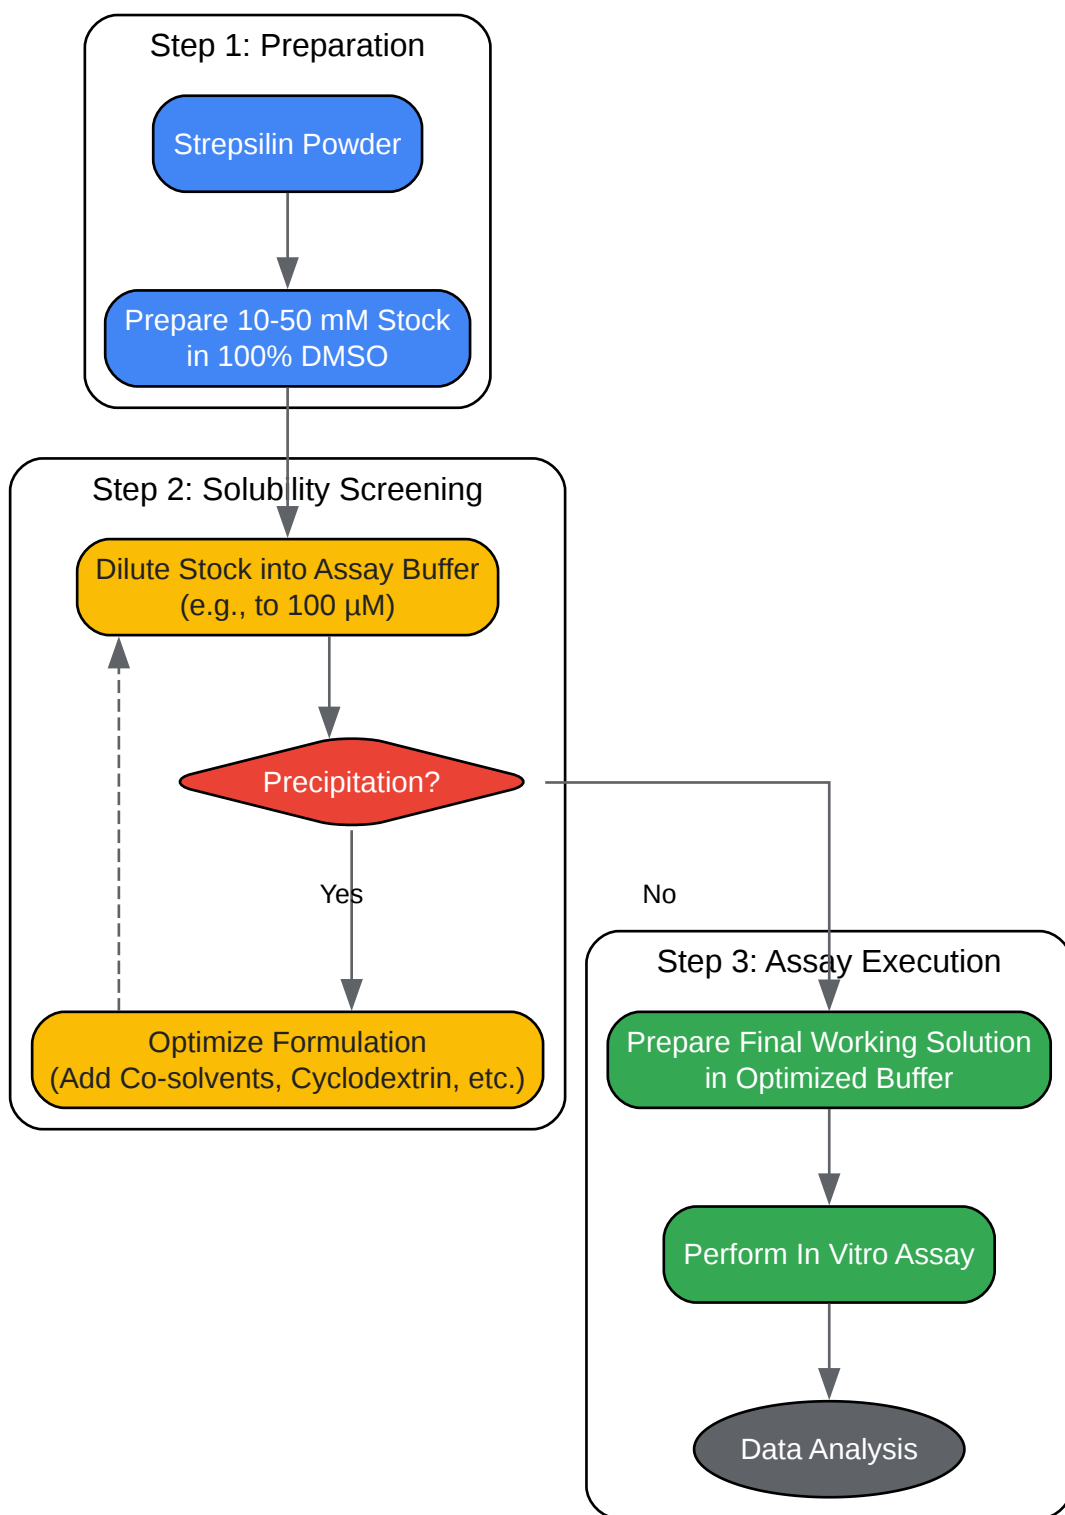 Step 1: Preparation
Strepsilin Powder
Prepare 10-50 mM Stock
in 100% DMSO
Step 2: Solubility Screening
Dilute Stock into Assay Buffer
(e.g., to 100 µM)
Precipitation?
Yes
No
Optimize Formulation
(Add Co-solvents, Cyclodextrin, etc.)
Step 3: Assay Execution
Prepare Final Working Solution
in Optimized Buffer
Perform In Vitro Assay
Data Analysis